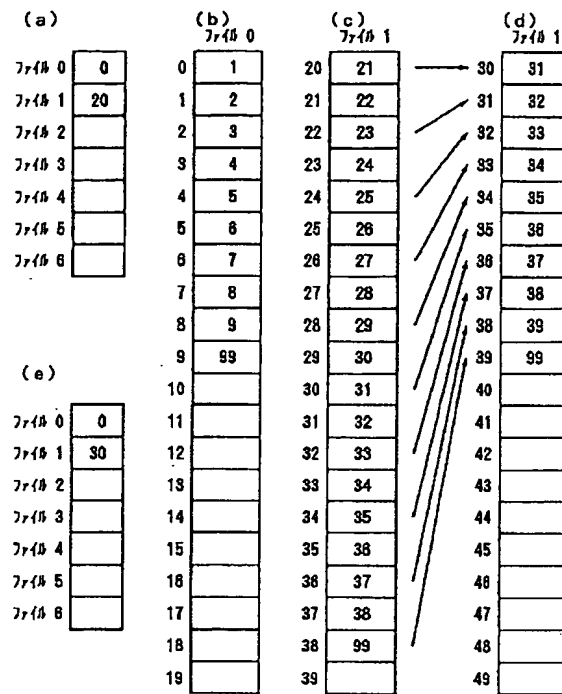 (a)
ファイル 0 0
ファイル 1 20
ファイル 2
ファイル 3
ファイル 4
ファイル 5
ファイル 6
(e)
ファイル 0 0
ファイル 1 30
ファイル 2
ファイル 3
ファイル 4
ファイル 5
ファイル 6
(b)
ファイル 0
0 1
1 2
2 3
3 4
4 5
5 6
6 7
7 8
8 9
9 99
10
11
12
13
14
15
16
17
18
19
(c)
ファイル 1
20 21
21 22
22 23
23 24
24 25
25 26
26 27
27 28
28 29
29 30
30 31
31 32
32 33
33 34
34 35
35 36
36 37
37 38
38 99
39
(d)
ファイル 1
30 31
31 32
32 33
33 34
34 35
35 36
36 37
37 38
38 39
39 99
40
41
42
43
44
45
46
47
48
49